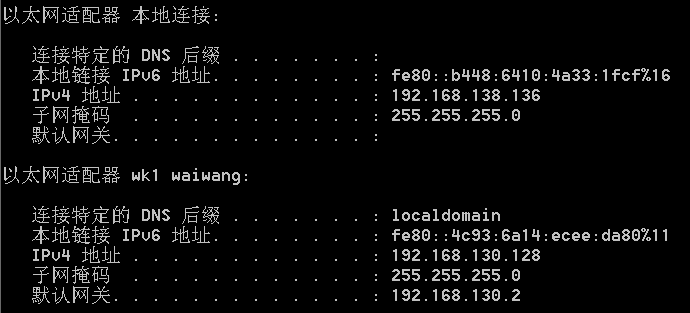 以太网适配器 本地连接:
连接特定的 DNS 后缀 . . . . . . . :
本地链接 IPv6 地址. . . . . . . . : fe80::b448:6410:4a33:1fcf%16
IPv4 地址 . . . . . . . . . . . . : 192.168.138.136
子网掩码 . . . . . . . . . . . . : 255.255.255.0
默认网关. . . . . . . . . . . . . :
以太网适配器 wk1 waiwang:
连接特定的 DNS 后缀 . . . . . . . : localdomain
本地链接 IPv6 地址. . . . . . . . : fe80::4c93:6a14:ecee:da80%11
IPv4 地址 . . . . . . . . . . . . : 192.168.130.128
子网掩码 . . . . . . . . . . . . : 255.255.255.0
默认网关. . . . . . . . . . . . . : 192.168.130.2